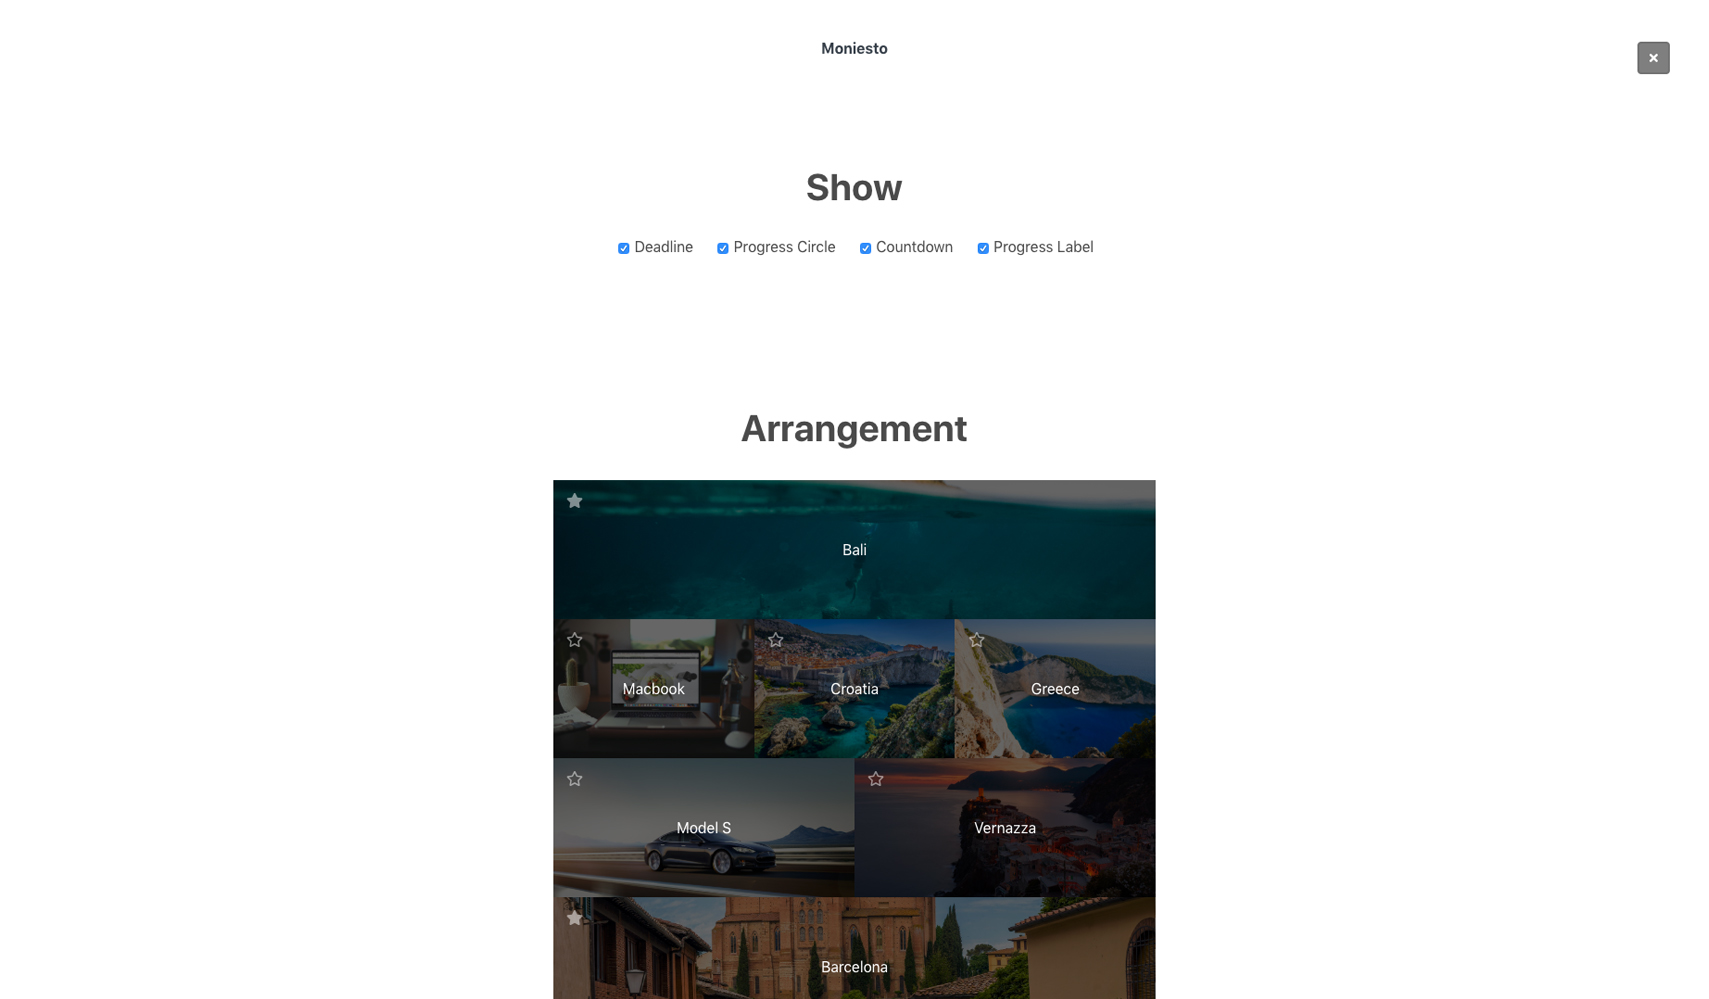 Moniesto
Show
Deadline Progress Circle Countdown Progress Label
Arrangement
Bali
Macbook Croatia Greece
Model S Vernazza
Barcelona